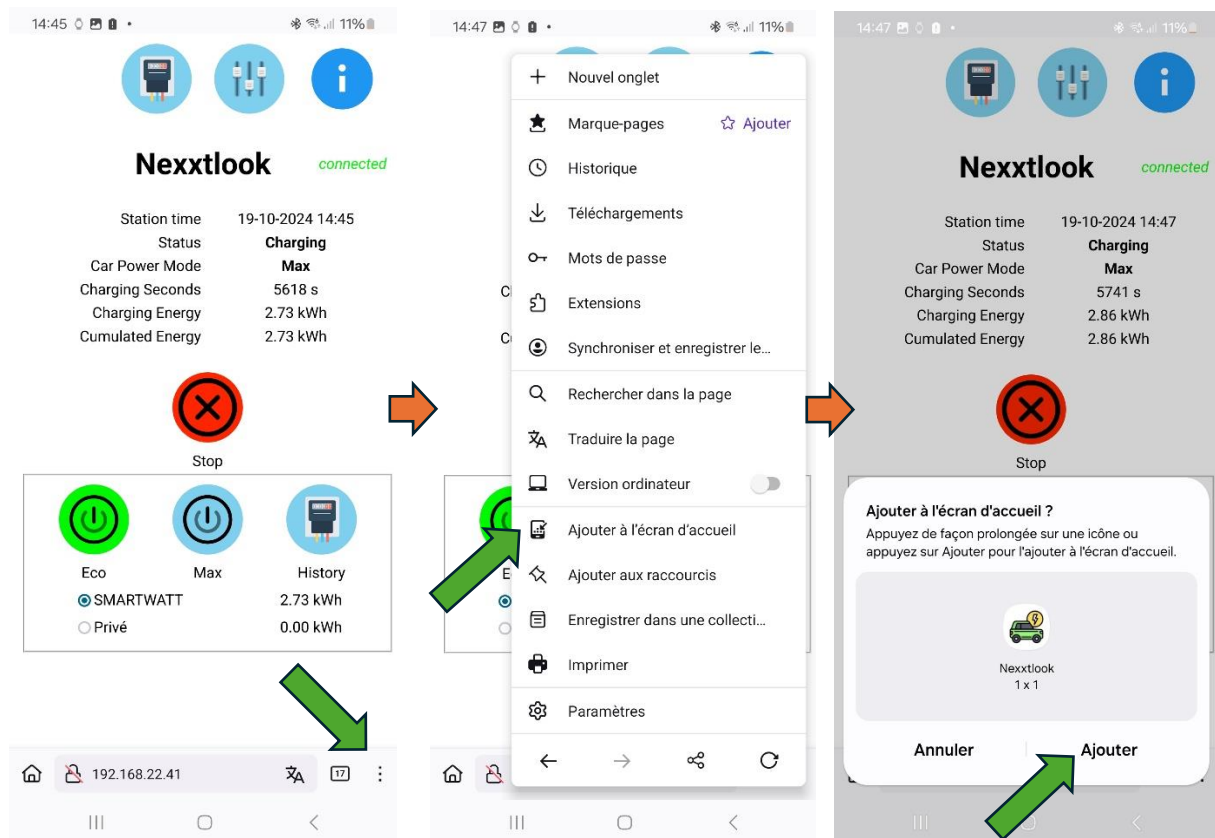 14:45
11%
Nexxtlook
connected
Station time 19-10-2024 14:45
Status Charging
Car Power Mode Max
Charging Seconds 5618 s
Charging Energy 2.73 kWh
Cumulated Energy 2.73 kWh
Stop
Eco Max History
SMARTWATT 2.73 kWh
Privé 0.00 kWh
192.168.22.41
17
14:47
11%
Nouvel onglet
Marque-pages Ajouter
Historique
Téléchargements
Mots de passe
Extensions
Synchroniser et enregistrer le...
Rechercher dans la page
Traduire la page
Version ordinateur
Ajouter à l'écran d'accueil
Ajouter aux raccourcis
Enregistrer dans une collecti...
Imprimer
Paramètres
C
C
E
14:47
11%
Nexxtlook
connected
Station time 19-10-2024 14:47
Status Charging
Car Power Mode Max
Charging Seconds 5741 s
Charging Energy 2.86 kWh
Cumulated Energy 2.86 kWh
Stop
Ajouter à l'écran d'accueil ?
Appuyez de façon prolongée sur une icône ou
appuyez sur Ajouter pour l'ajouter à l'écran d'accueil.
Nexxtlook
1 x 1
Annuler Ajouter